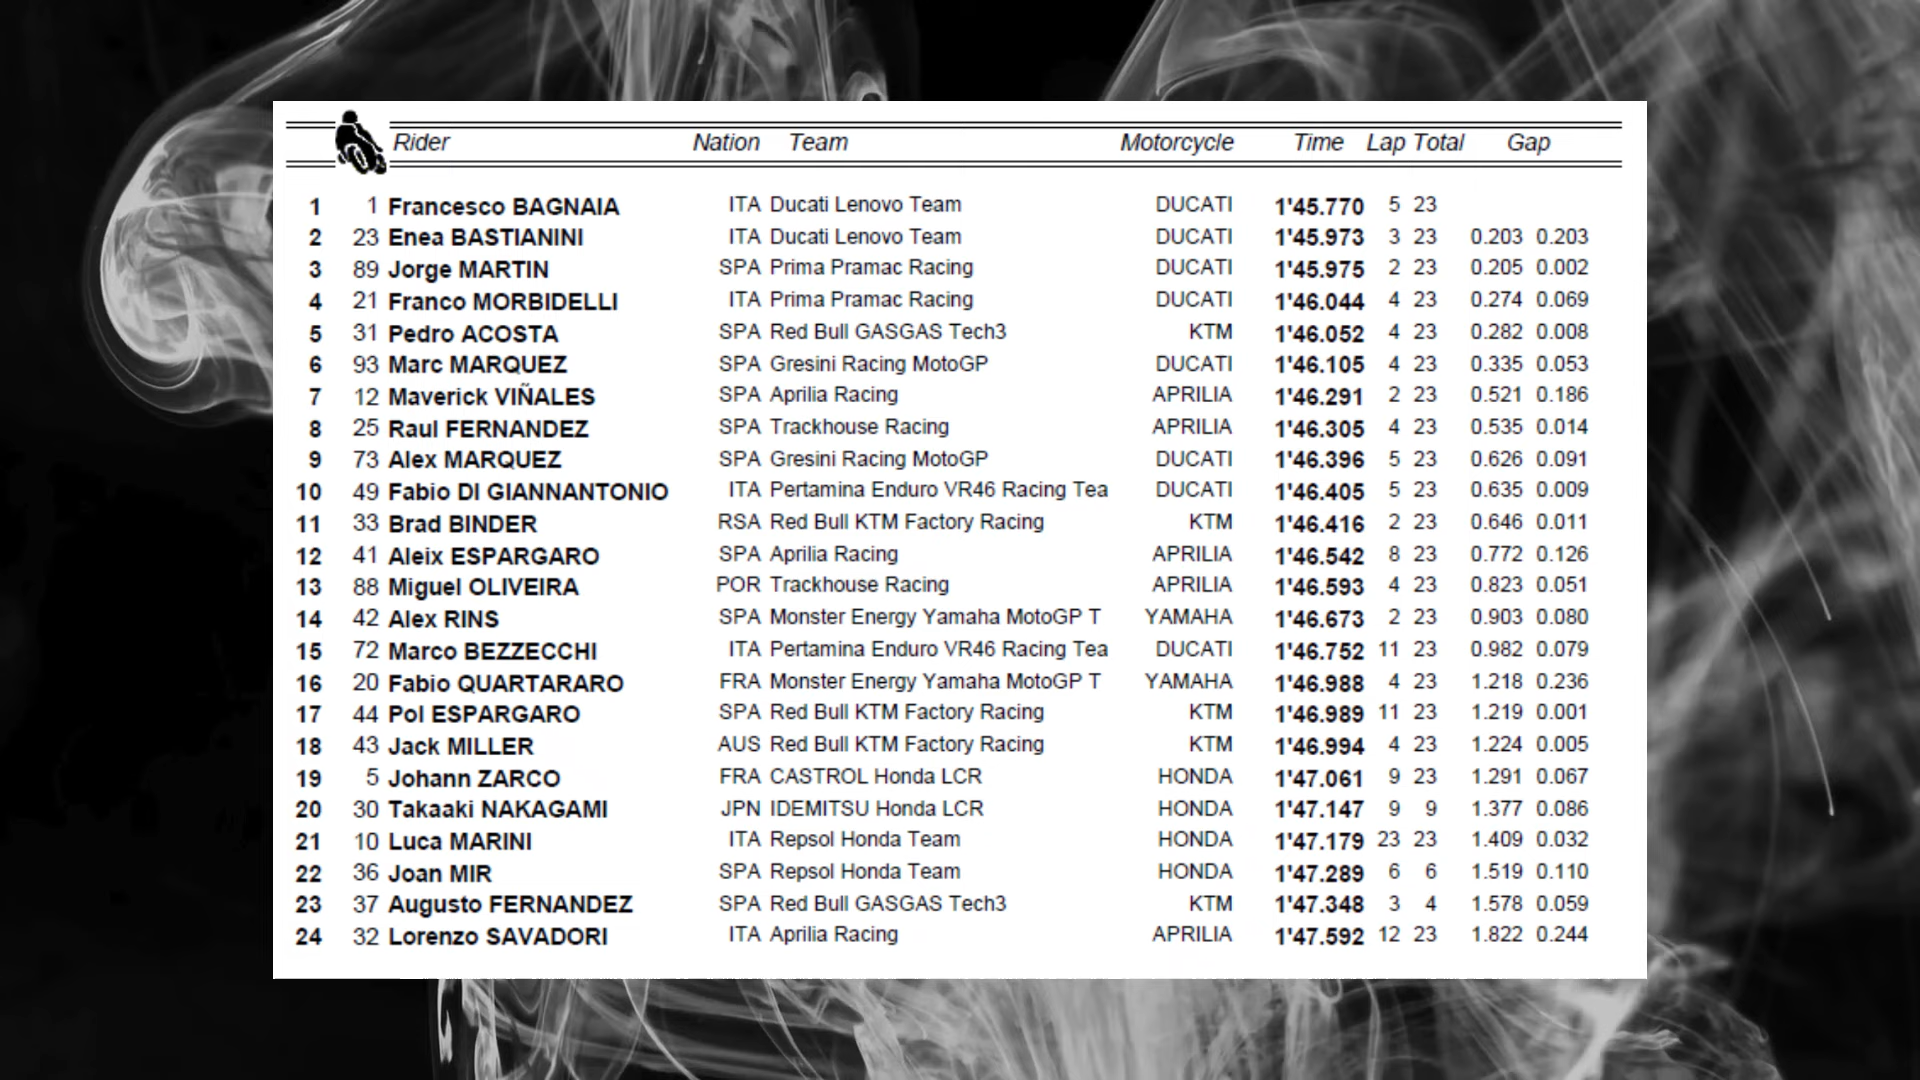 Rider Nation Team Motorcycle Time Lap Total Gap
1 1 Francesco BAGNAIA ITA Ducati Lenovo Team DUCATI 1'45.770 5 23
2 23 Enea BASTIANINI ITA Ducati Lenovo Team DUCATI 1'45.973 3 23 0.203 0.203
3 89 Jorge MARTIN SPA Prima Pramac Racing DUCATI 1'45.975 2 23 0.205 0.002
4 21 Franco MORBIDELLI ITA Prima Pramac Racing DUCATI 1'46.044 4 23 0.274 0.069
5 31 Pedro ACOSTA SPA Red Bull GASGAS Tech3 KTM 1'46.052 4 23 0.282 0.008
6 93 Marc MARQUEZ SPA Gresini Racing MotoGP DUCATI 1'46.105 4 23 0.335 0.053
7 12 Maverick VIÑALES SPA Aprilia Racing APRILIA 1'46.291 2 23 0.521 0.186
8 25 Raul FERNANDEZ SPA Trackhouse Racing APRILIA 1'46.305 4 23 0.535 0.014
9 73 Alex MARQUEZ SPA Gresini Racing MotoGP DUCATI 1'46.396 5 23 0.626 0.091
10 49 Fabio DI GIANNANTONIO ITA Pertamina Enduro VR46 Racing Tea DUCATI 1'46.405 5 23 0.635 0.009
11 33 Brad BINDER RSA Red Bull KTM Factory Racing KTM 1'46.416 2 23 0.646 0.011
12 41 Aleix ESPARGARO SPA Aprilia Racing APRILIA 1'46.542 8 23 0.772 0.126
13 88 Miguel OLIVEIRA POR Trackhouse Racing APRILIA 1'46.593 4 23 0.823 0.051
14 42 Alex RINS SPA Monster Energy Yamaha MotoGP T YAMAHA 1'46.673 2 23 0.903 0.080
15 72 Marco BEZZECCHI ITA Pertamina Enduro VR46 Racing Tea DUCATI 1'46.752 11 23 0.982 0.079
16 20 Fabio QUARTARARO FRA Monster Energy Yamaha MotoGP T YAMAHA 1'46.988 4 23 1.218 0.236
17 44 Pol ESPARGARO SPA Red Bull KTM Factory Racing KTM 1'46.989 11 23 1.219 0.001
18 43 Jack MILLER AUS Red Bull KTM Factory Racing KTM 1'46.994 4 23 1.224 0.005
19 5 Johann ZARCO FRA CASTROL Honda LCR HONDA 1'47.061 9 23 1.291 0.067
20 30 Takaaki NAKAGAMI JPN IDEMITSU Honda LCR HONDA 1'47.147 9 9 1.377 0.086
21 10 Luca MARINI ITA Repsol Honda Team HONDA 1'47.179 23 23 1.409 0.032
22 36 Joan MIR SPA Repsol Honda Team HONDA 1'47.289 6 6 1.519 0.110
23 37 Augusto FERNANDEZ SPA Red Bull GASGAS Tech3 KTM 1'47.348 3 4 1.578 0.059
24 32 Lorenzo SAVADORI ITA Aprilia Racing APRILIA 1'47.592 12 23 1.822 0.244